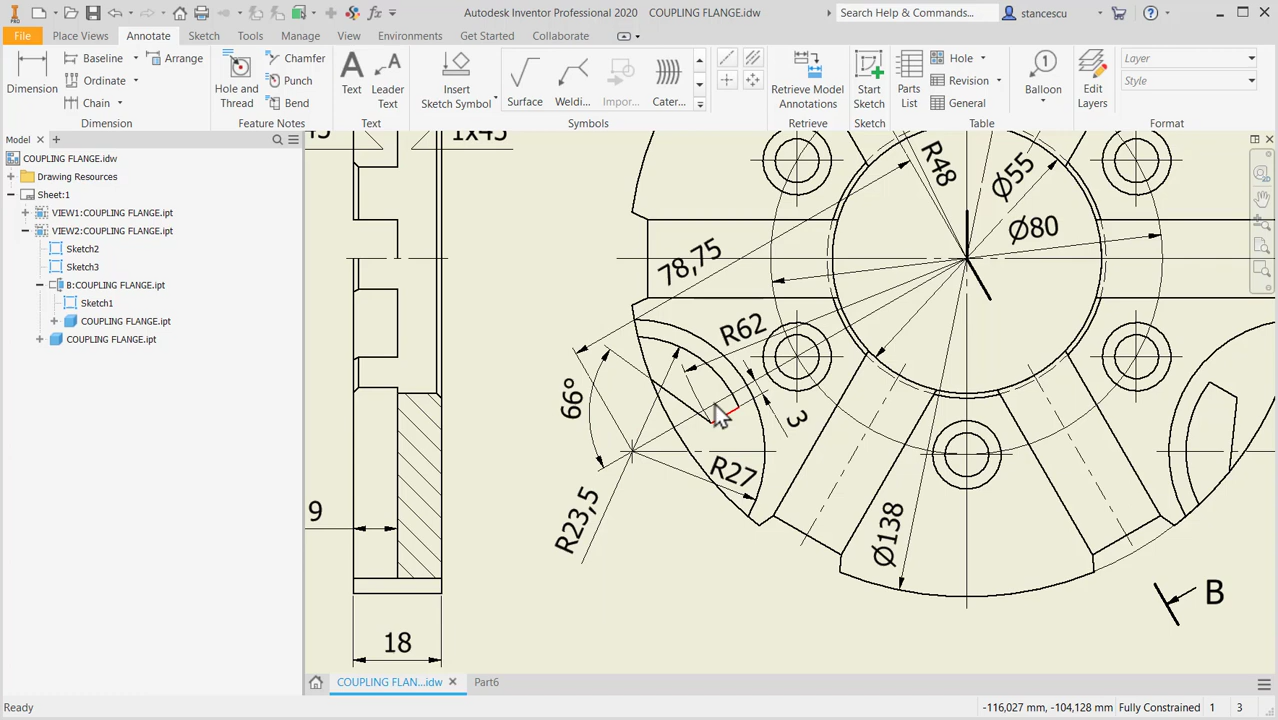 PRO
fx
Autodesk Inventor Professional 2020 COUPLING FLANGE.idw
Search Help & Commands...
stancescu
File
Place Views
Annotate
Sketch
Tools
Manage
View
Environments
Get Started
Collaborate
Dimension
Baseline
Ordinate
Chain
Arrange
Dimension
Hole and
Thread
Chamfer
Punch
Bend
Feature Notes
Text
Leader
Text
Text
Insert
Sketch Symbol
Surface
Weldi...
Impor...
Cater...
Symbols
Retrieve Model
Annotations
Retrieve
Start
Sketch
Sketch
Parts
List
Hole
Revision
General
Table
Balloon
Edit
Layers
Layer
Style
Format
Model
COUPLING FLANGE.idw
Drawing Resources
Sheet:1
VIEW1:COUPLING FLANGE.ipt
VIEW2:COUPLING FLANGE.ipt
Sketch2
Sketch3
B:COUPLING FLANGE.ipt
Sketch1
COUPLING FLANGE.ipt
COUPLING FLANGE.ipt
1x45
R48
Ø55
Ø80
78,75
R62
66°
3
R27
R23,5
Ø138
9
B
18
COUPLING FLAN...idw
Part6
Ready
-116,027 mm, -104,128 mm
Fully Constrained
1
3